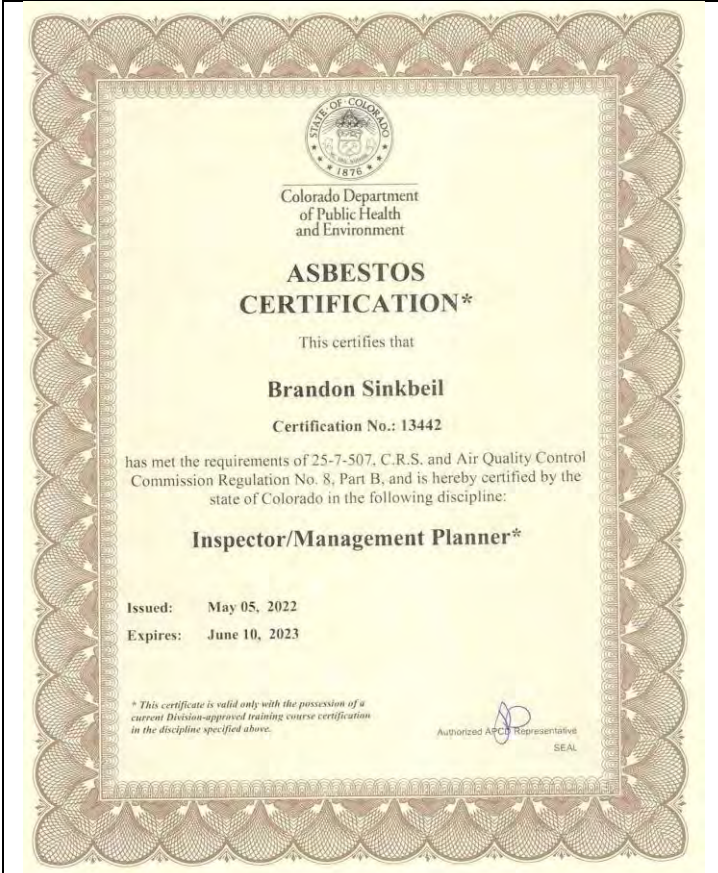 STATE OF COLORADO
1876
Colorado Department
of Public Health
and Environment
ASBESTOS
CERTIFICATION*
This certifies that
Brandon Sinkbeil
Certification No.: 13442
has met the requirements of 25-7-507, C.R.S. and Air Quality Control
Commission Regulation No. 8, Part B, and is hereby certified by the
state of Colorado in the following discipline:
Inspector/Management Planner*
Issued: May 05, 2022
Expires: June 10, 2023
* This certificate is valid only with the possession of a
current Division-approved training course certification
in the discipline specified above.
Authorized APCD Representative
SEAL